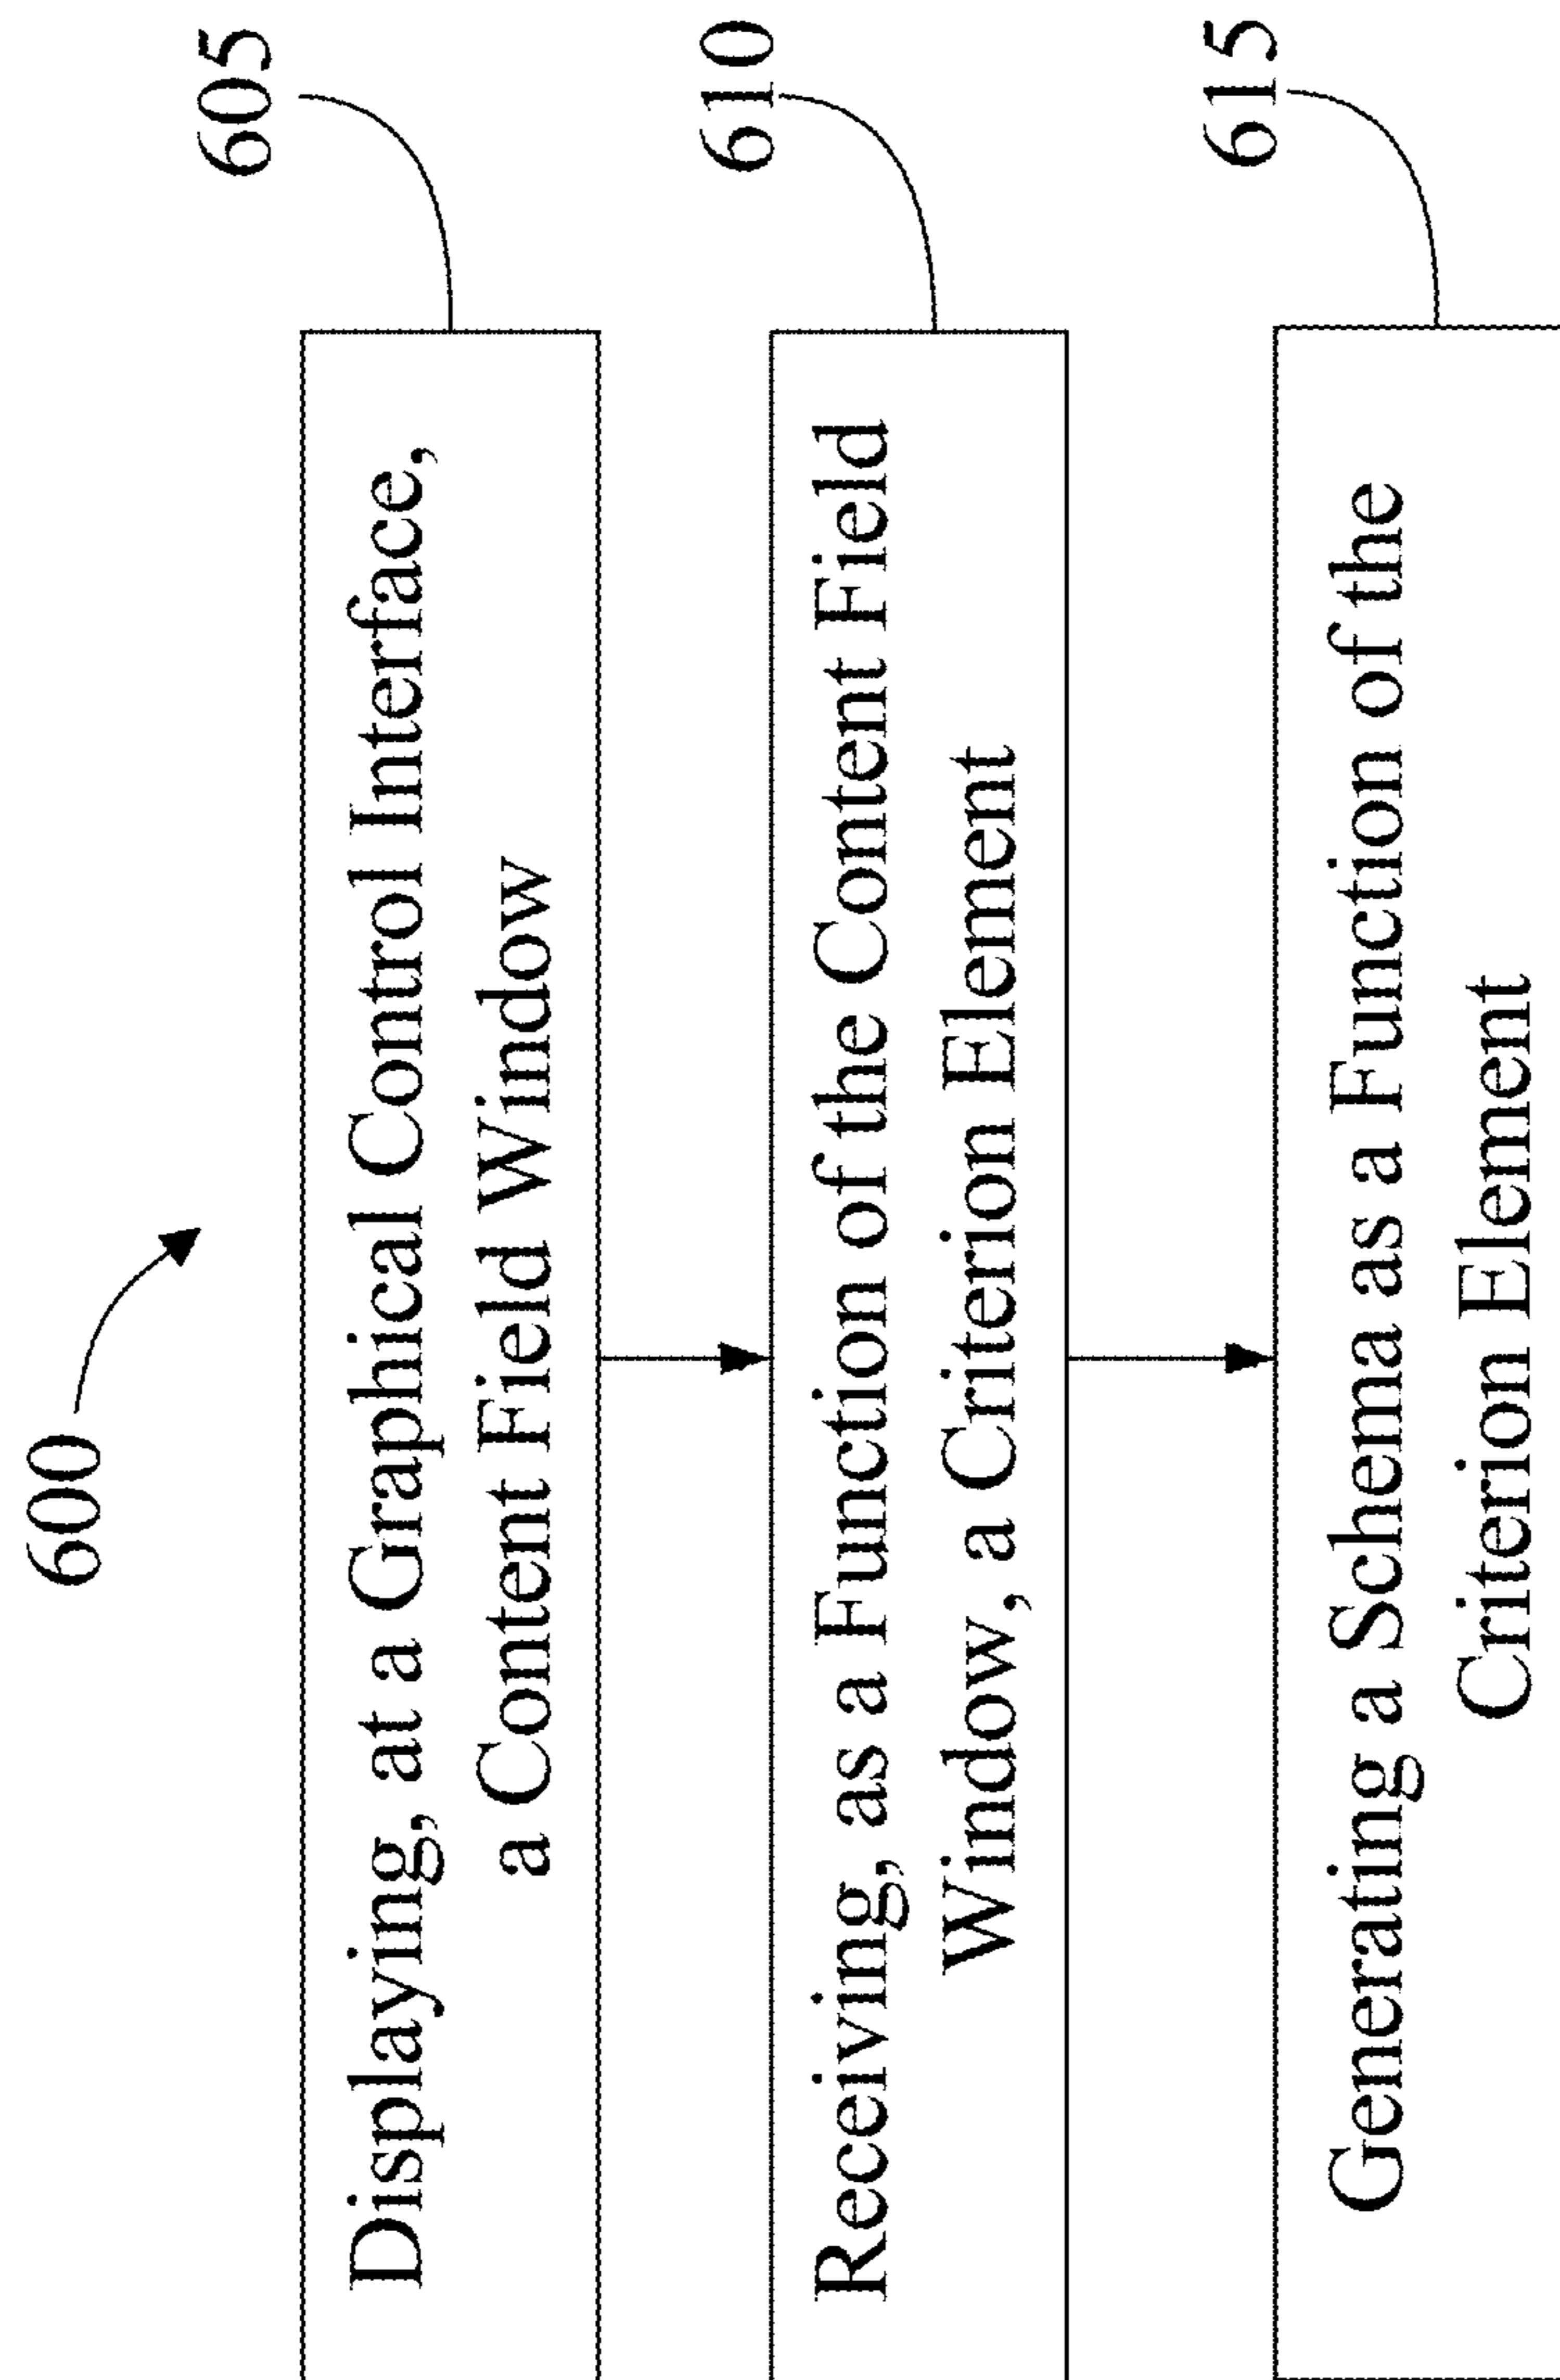 600
605
Displaying, at a Graphical Control Interface,
a Content Field Window
610
Receiving, as a Function of the Content Field
Window, a Criterion Element
615
Generating a Schema as a Function of the
Criterion Element